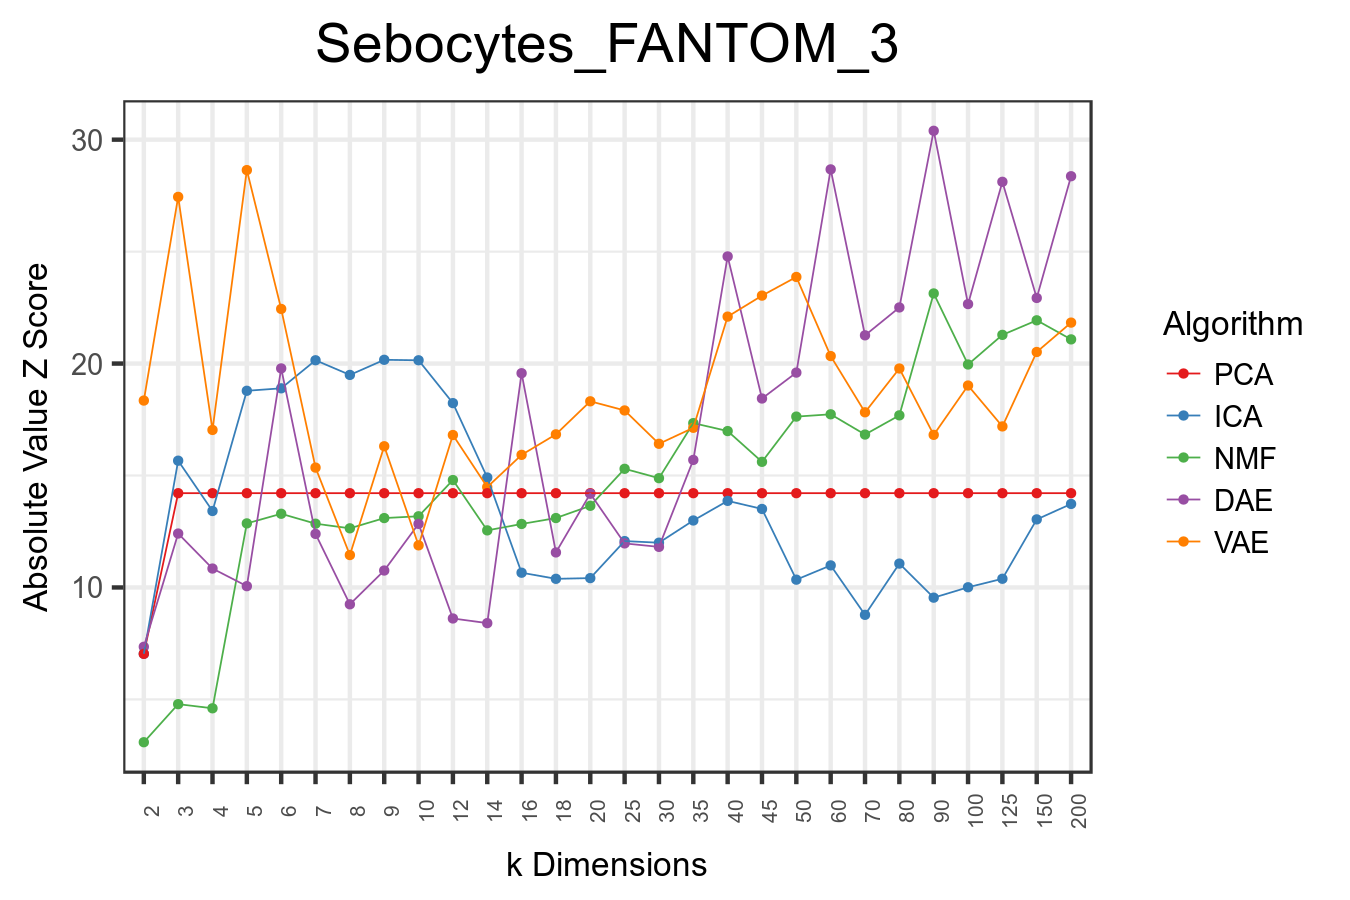 Sebocytes_FANTOM_3
Absolute Value Z Score
30
20
10
2 3 4 5 6 7 8 9 10 12 14 16 18 20 25 30 35 40 45 50 60 70 80 90 100 125 150 200
k Dimensions
Algorithm
PCA
ICA
NMF
DAE
VAE